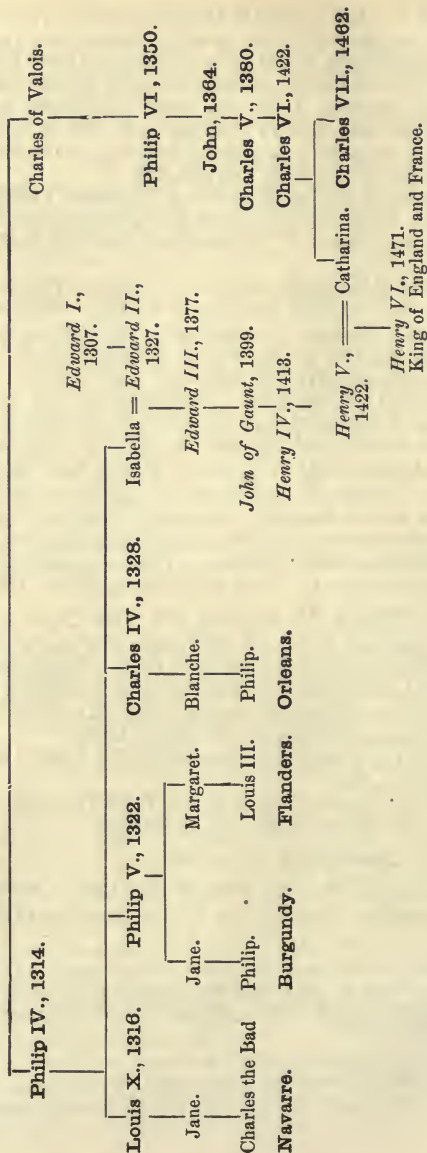 Philip IV., 1314.
Charles of Valois.
Louis X., 1316.
Philip V., 1322.
Charles IV., 1328.
Isabella = Edward II.,
1327.
Edward I.,
1307.
Philip VI, 1350.
Jane.
Jane.
Margaret.
Blanche.
Edward III., 1377.
John, 1364.
Charles the Bad
Philip.
Louis III.
Philip.
John of Gaunt, 1399.
Charles V., 1380.
Navarre.
Burgundy.
Flanders.
Orleans.
Henry IV., 1413.
Charles VI., 1422.
Henry V., = Catharina.
1422.
Charles VII., 1462.
Henry VI., 1471.
King of England and France.